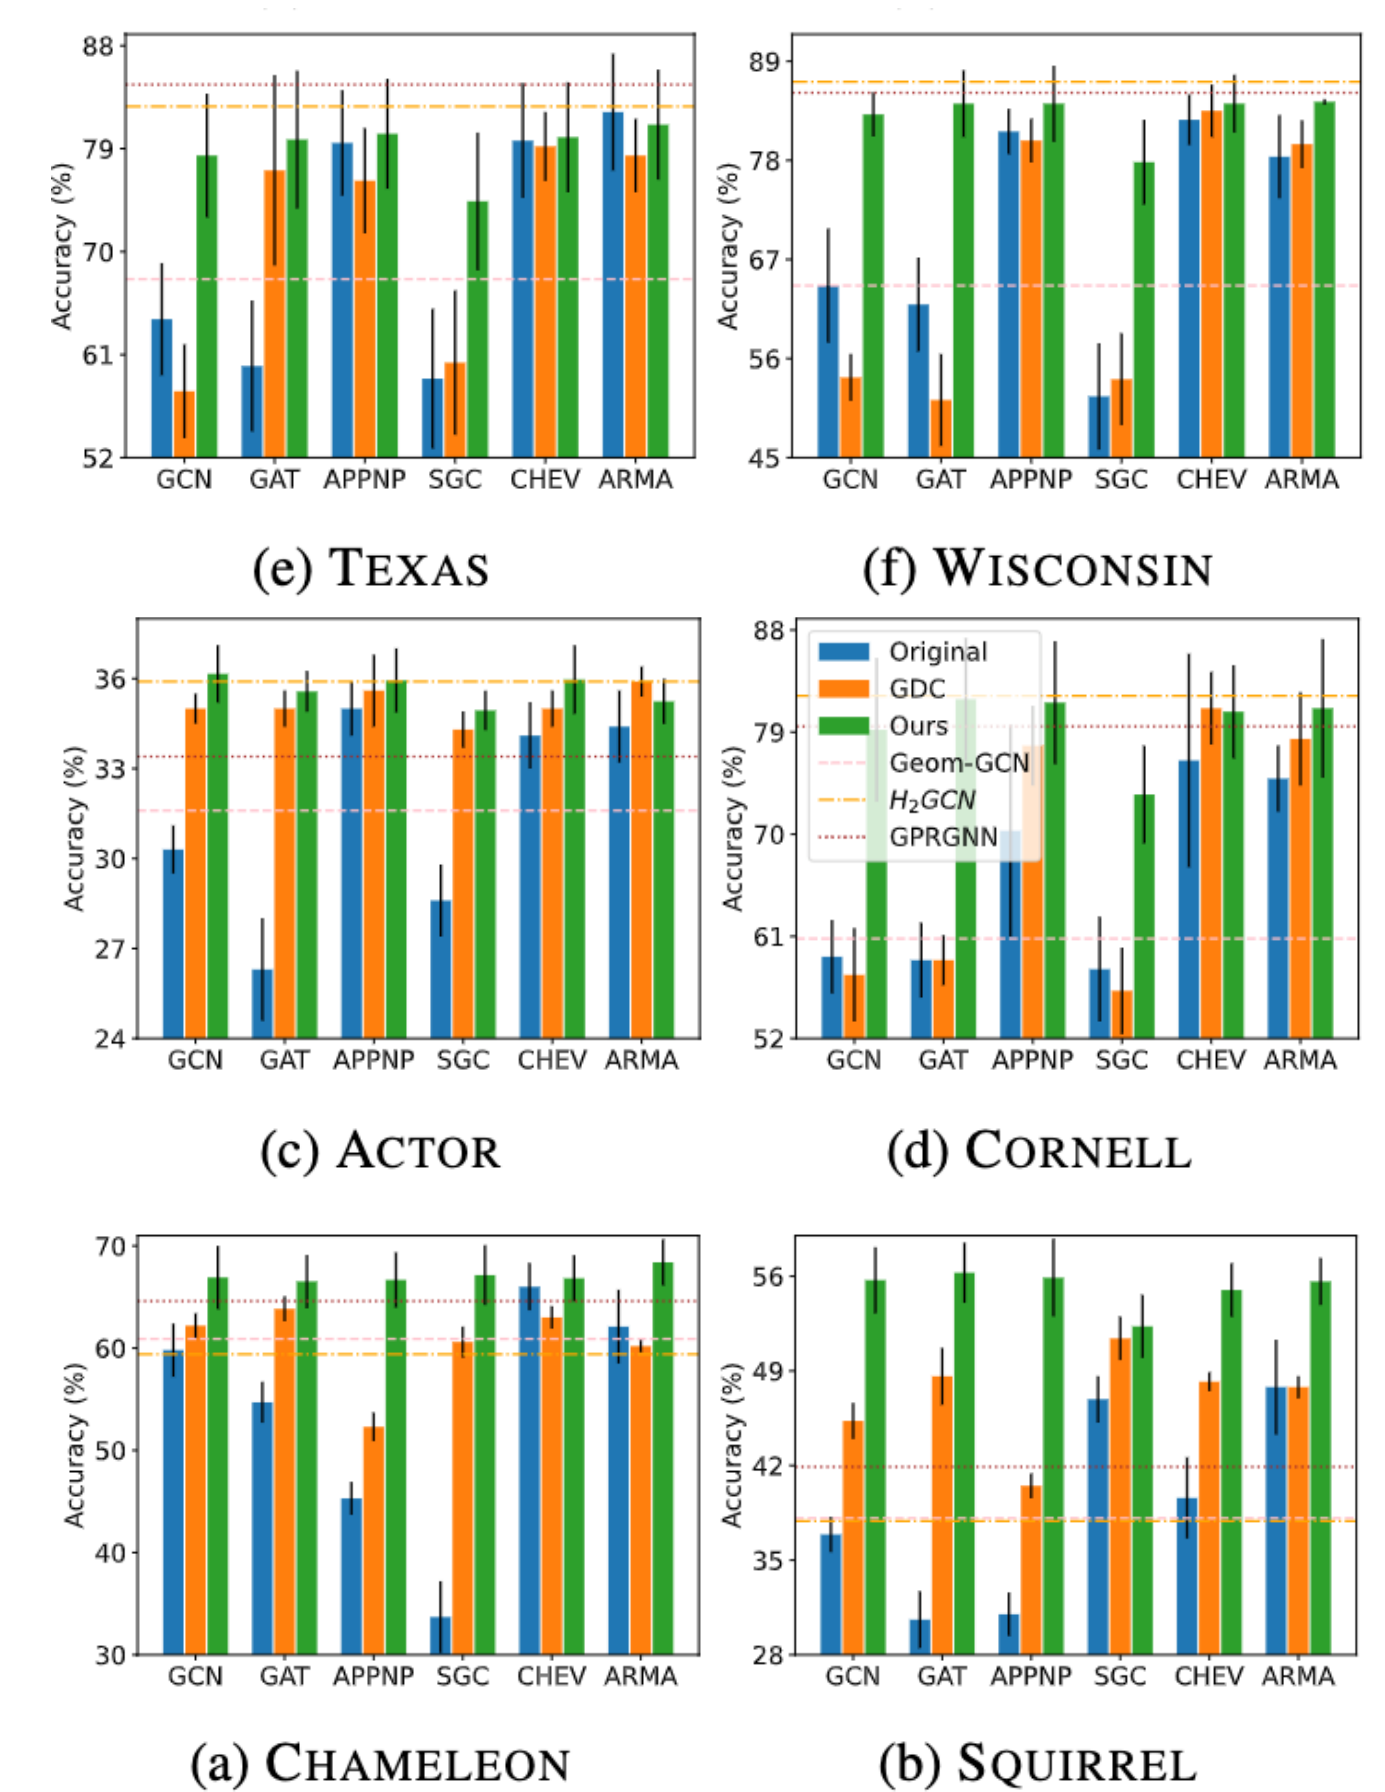 88
79
70
61
52
Accuracy (%)
GCN GAT APPNP SGC CHEV ARMA
(e) TEXAS
89
78
67
56
45
Accuracy (%)
GCN GAT APPNP SGC CHEV ARMA
(f) WISCONSIN
36
33
30
27
24
Accuracy (%)
GCN GAT APPNP SGC CHEV ARMA
(c) ACTOR
88
79
70
61
52
Accuracy (%)
Original
GDC
Ours
Geom-GCN
H₂GCN
GPRGNN
GCN GAT APPNP SGC CHEV ARMA
(d) CORNELL
70
60
50
40
30
Accuracy (%)
GCN GAT APPNP SGC CHEV ARMA
(a) CHAMELEON
56
49
42
35
28
Accuracy (%)
GCN GAT APPNP SGC CHEV ARMA
(b) SQUIRREL